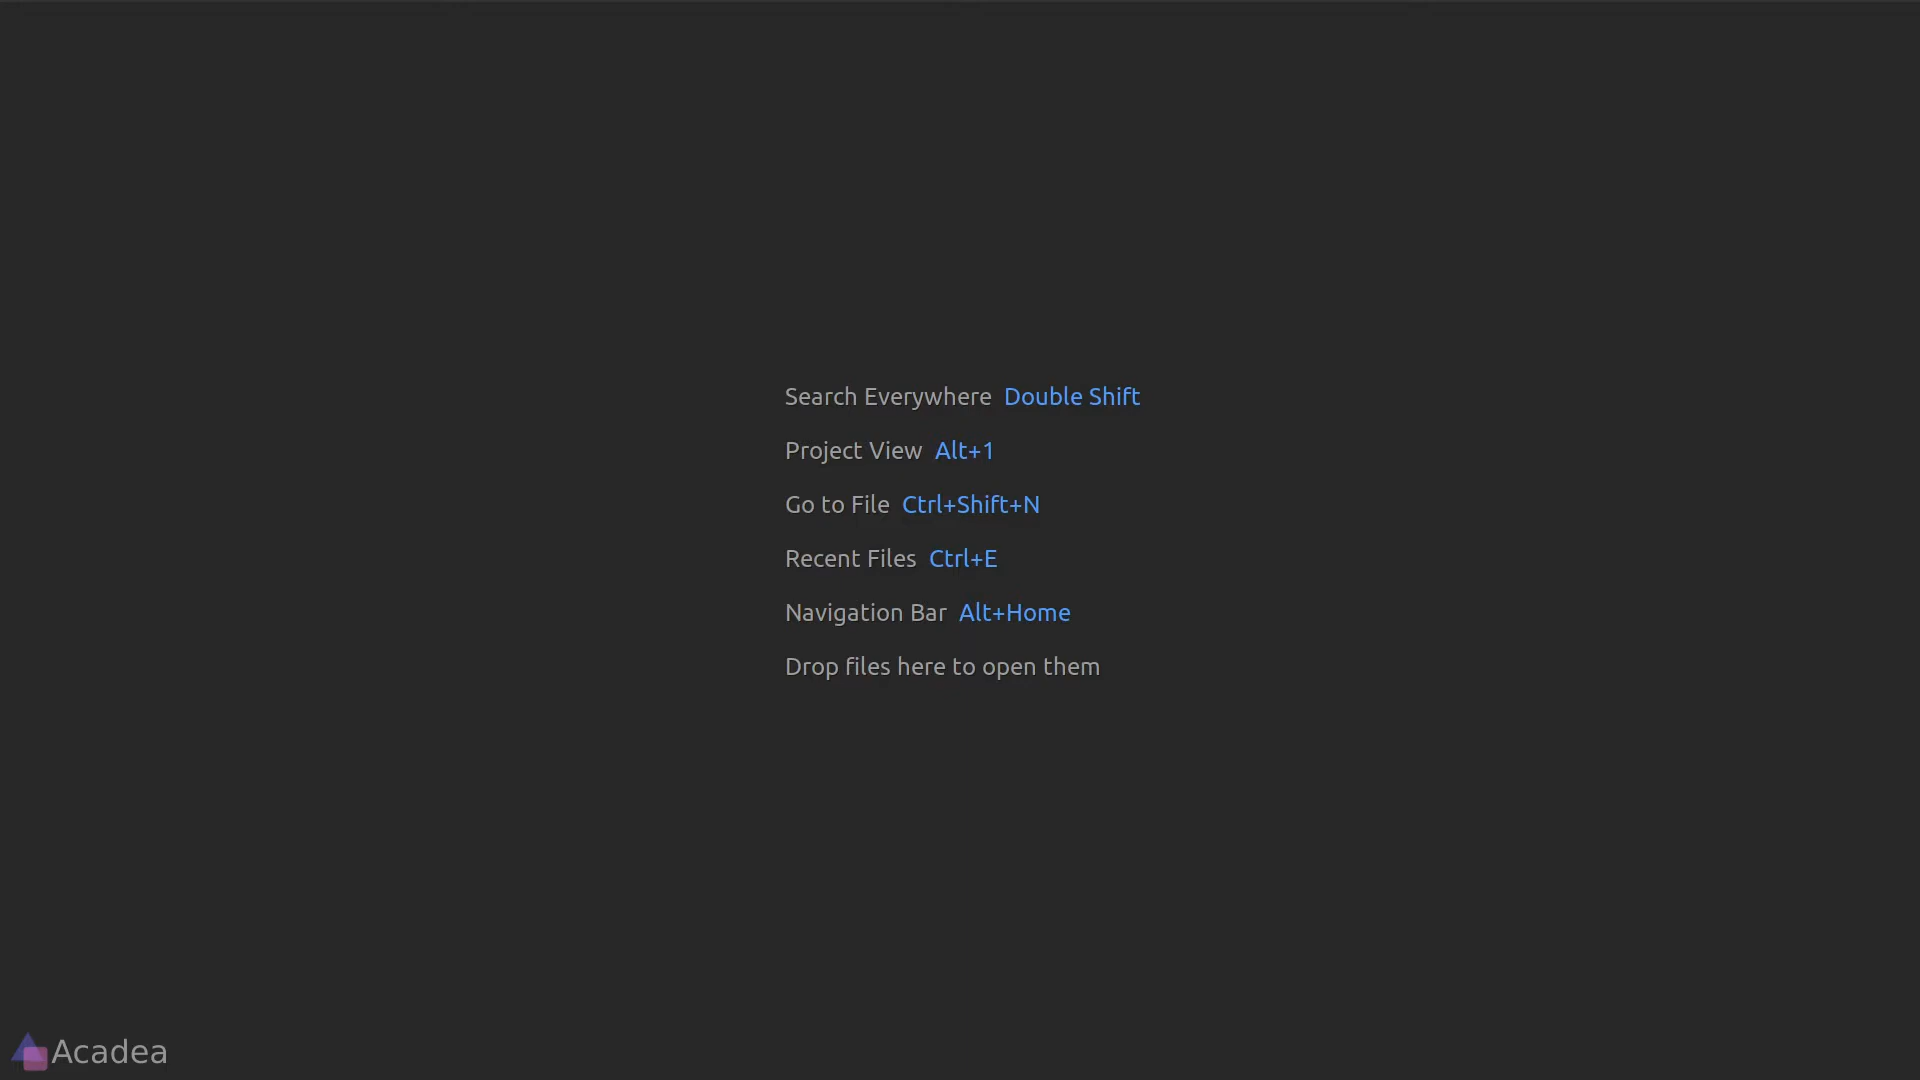 Search Everywhere Double Shift
Project View Alt+1
Go to File Ctrl+Shift+N
Recent Files Ctrl+E
Navigation Bar Alt+Home
Drop files here to open them
Acadea